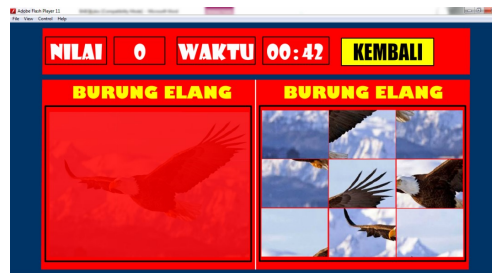 Adobe Flash Player 11
File View Control Help
NILAI 0 WAKTU 00:42 KEMBALI
BURUNG ELANG
BURUNG ELANG